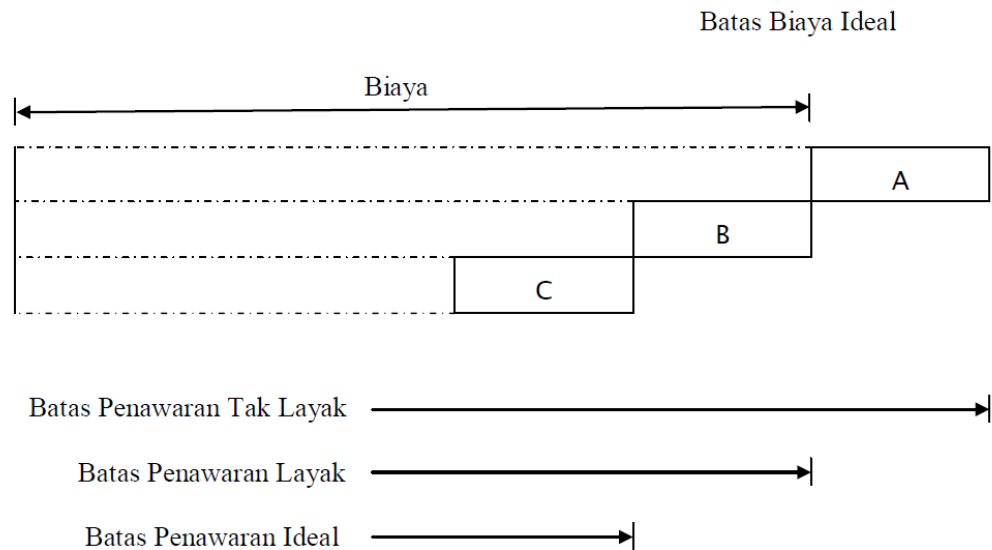 Batas Biaya Ideal
Biaya
A
B
C
Batas Penawaran Tak Layak
Batas Penawaran Layak
Batas Penawaran Ideal